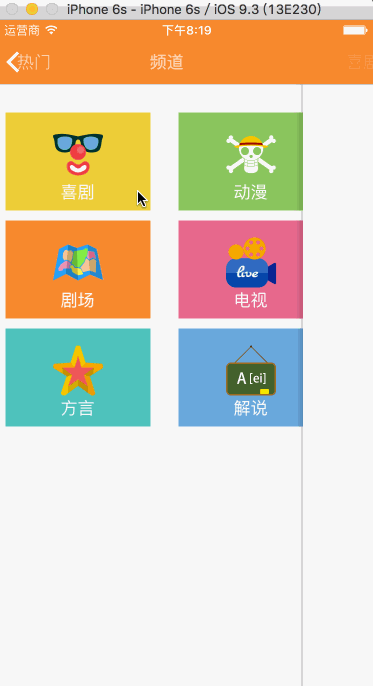 iPhone 6s - iPhone 6s / iOS 9.3 (13E230)
运营商 下午8:19
热门 频道
喜剧 动漫
live
剧场 电视
A [ei]
方言 解说